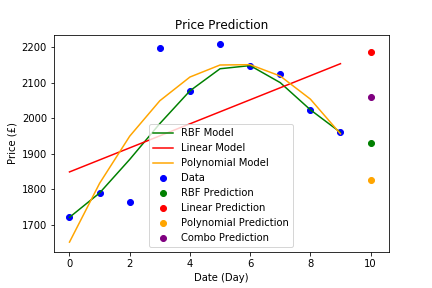 Price Prediction
Price (£)
2200
2100
2000
1900
1800
1700
RBF Model
Linear Model
Polynomial Model
Data
RBF Prediction
Linear Prediction
Polynomial Prediction
Combo Prediction
0 2 4 6 8 10
Date (Day)